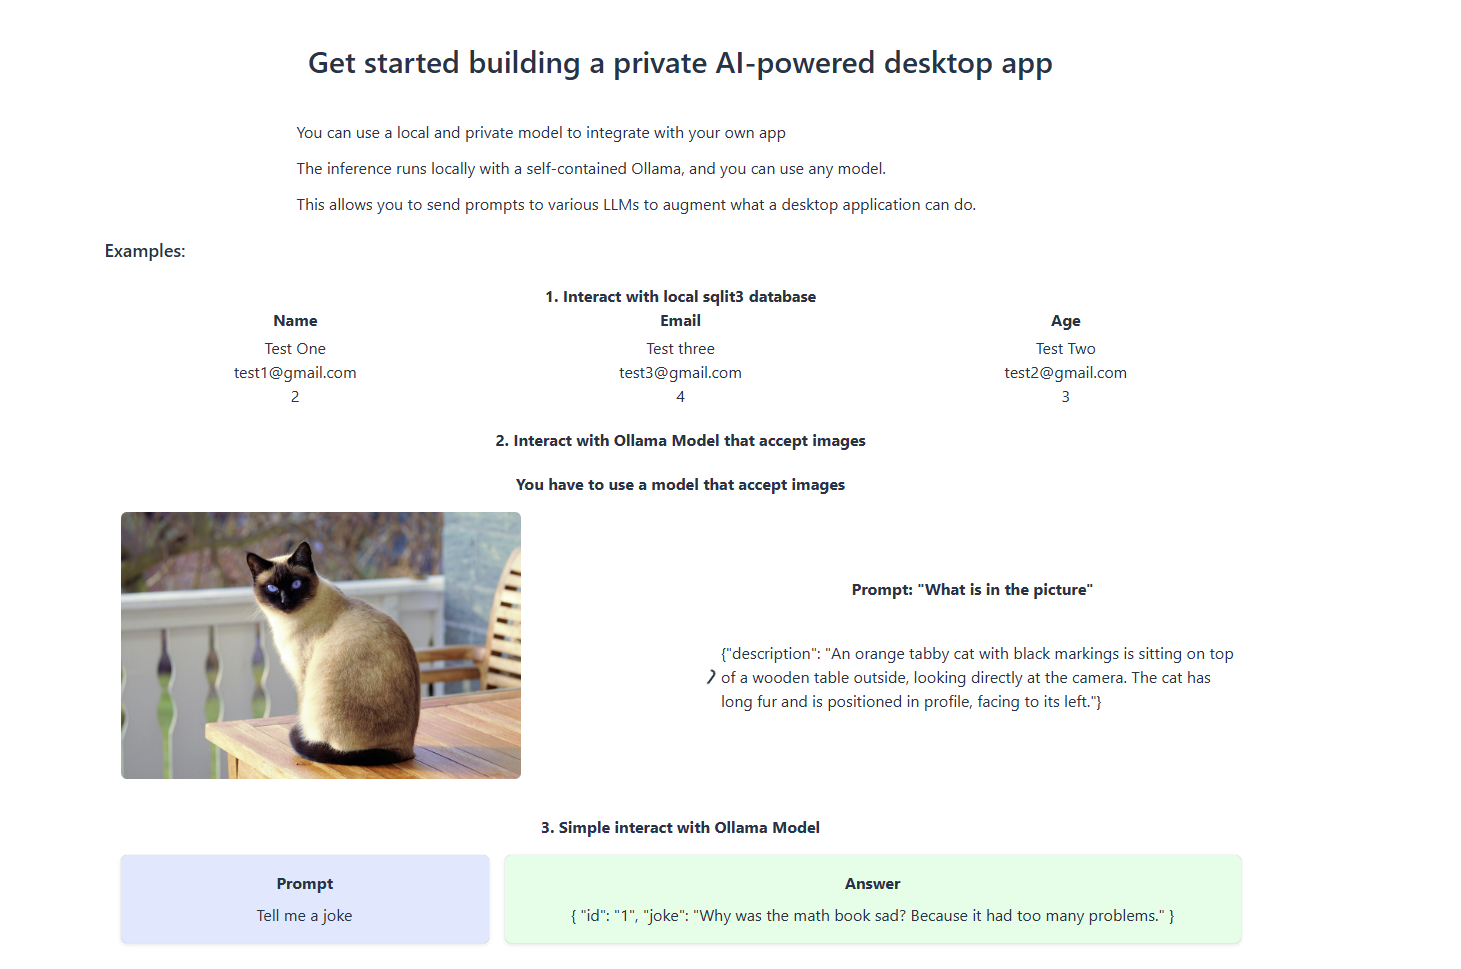 Get started building a private AI-powered desktop app
You can use a local and private model to integrate with your own app
The inference runs locally with a self-contained Ollama, and you can use any model.
This allows you to send prompts to various LLMs to augment what a desktop application can do.
Examples:
1. Interact with local sqlit3 database
Name Email Age
Test One Test three Test Two
test1@gmail.com test3@gmail.com test2@gmail.com
2 4 3
2. Interact with Ollama Model that accept images
You have to use a model that accept images
Prompt: "What is in the picture"
{"description": "An orange tabby cat with black markings is sitting on top
of a wooden table outside, looking directly at the camera. The cat has
long fur and is positioned in profile, facing to its left."}
3. Simple interact with Ollama Model
Prompt
Tell me a joke
Answer
{ "id": "1", "joke": "Why was the math book sad? Because it had too many problems." }